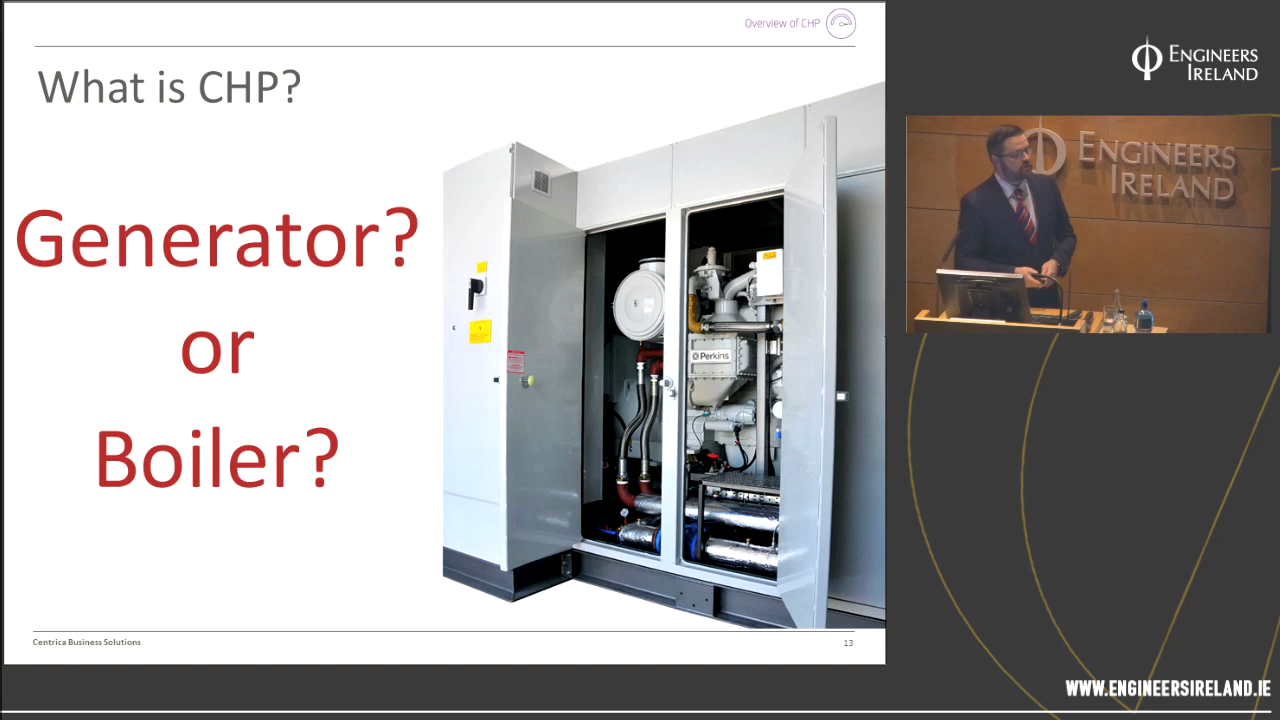 Overview of CHP
What is CHP?
Generator?
or
Boiler?
Perkins
Centrica Business Solutions
13
ENGINEERS
IRELAND
ENGINEERS
IRELAND
WWW.ENGINEERSIRELAND.IE